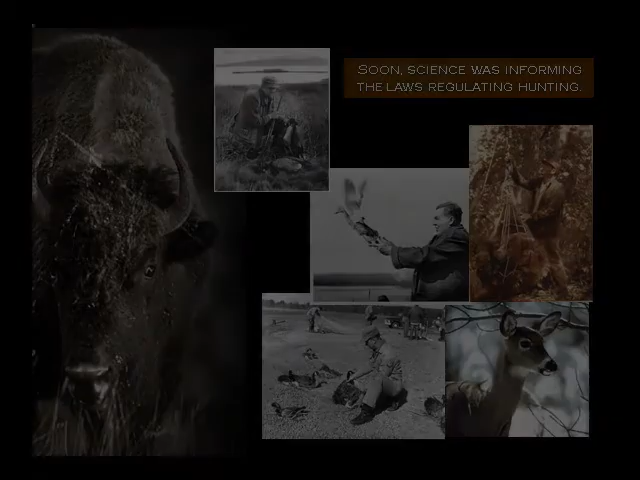 SOON, SCIENCE WAS INFORMING
THE LAWS REGULATING HUNTING.